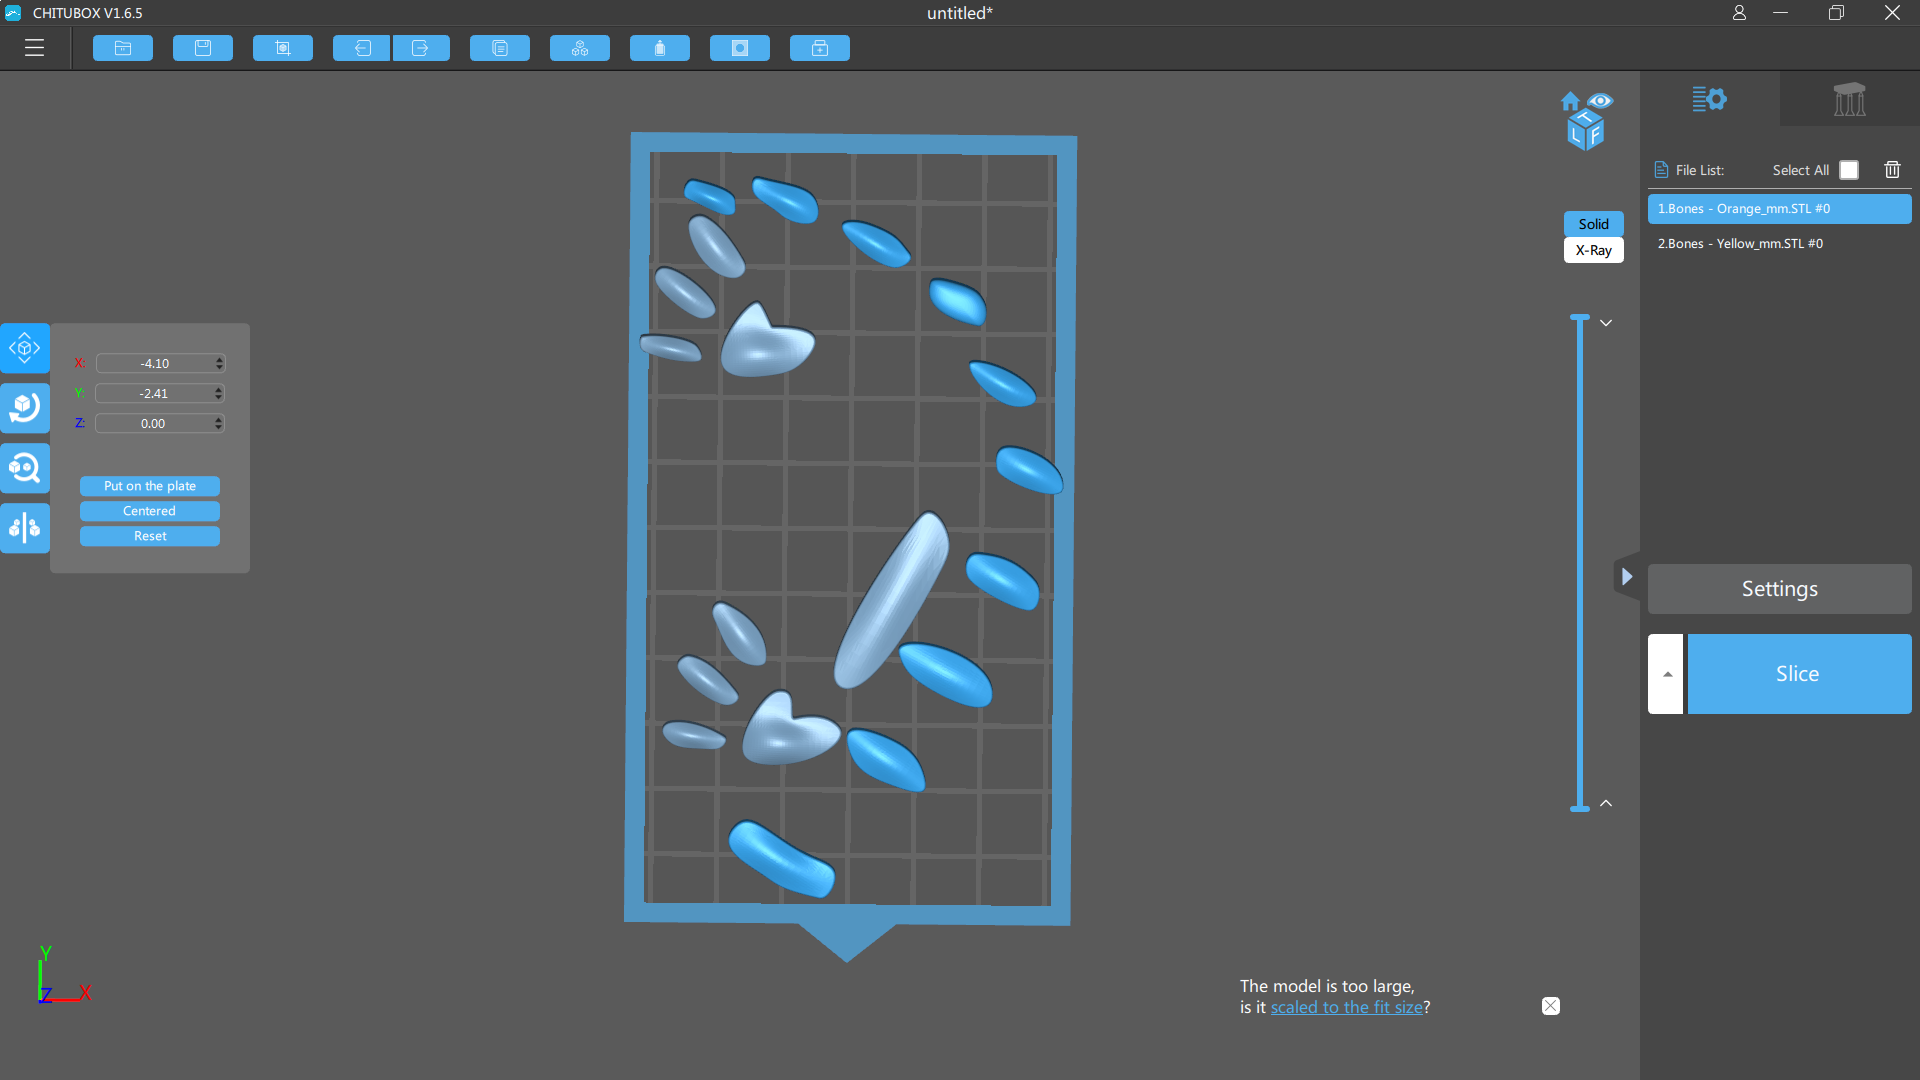 CHITUBOX V1.6.5
untitled*
T
L F
File List:
Select All
1.Bones - Orange_mm.STL #0
2.Bones - Yellow_mm.STL #0
Solid
X-Ray
X: -4.10
Y: -2.41
Z: 0.00
Put on the plate
Centered
Reset
Settings
Slice
Y
Z X
The model is too large,
is it scaled to the fit size?